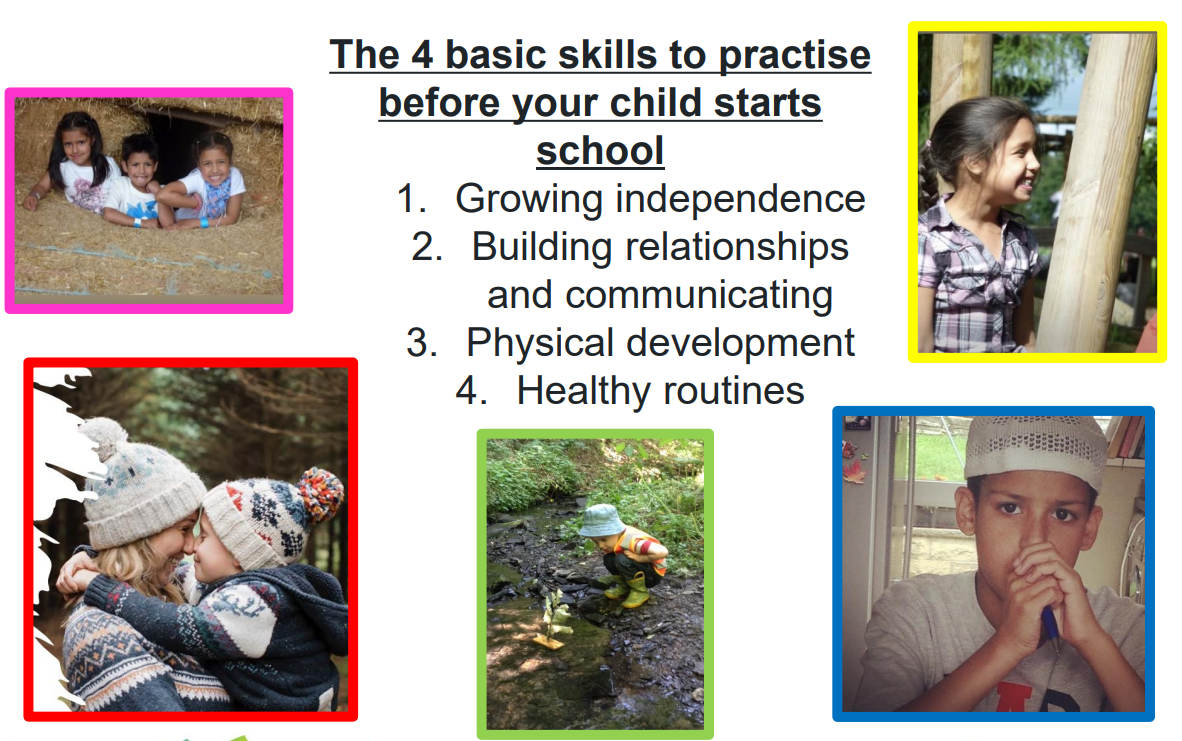 The 4 basic skills to practise
before your child starts
school
1. Growing independence
2. Building relationships
and communicating
3. Physical development
4. Healthy routines